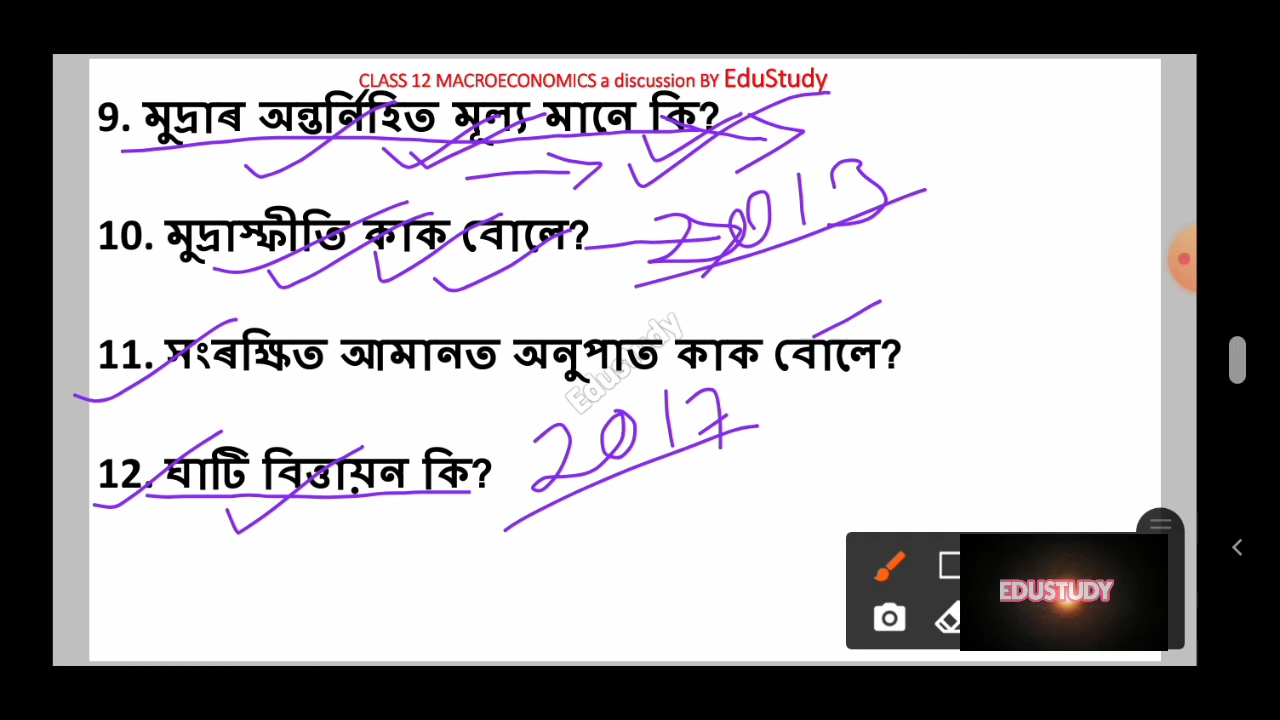 CLASS 12 MACROECONOMICS a discussion BY EduStudy
9. মুদ্ৰাৰ অন্তৰ্নিহিত মূল্য মানে কি?
10. মুদ্ৰাস্ফীতি কাক বোলে? 2013
11. সংৰক্ষিত আমানত অনুপাত কাক বোলে?
Edustudy
2017
12. ঘাটি বিত্তায়ন কি?
EDUSTUDY